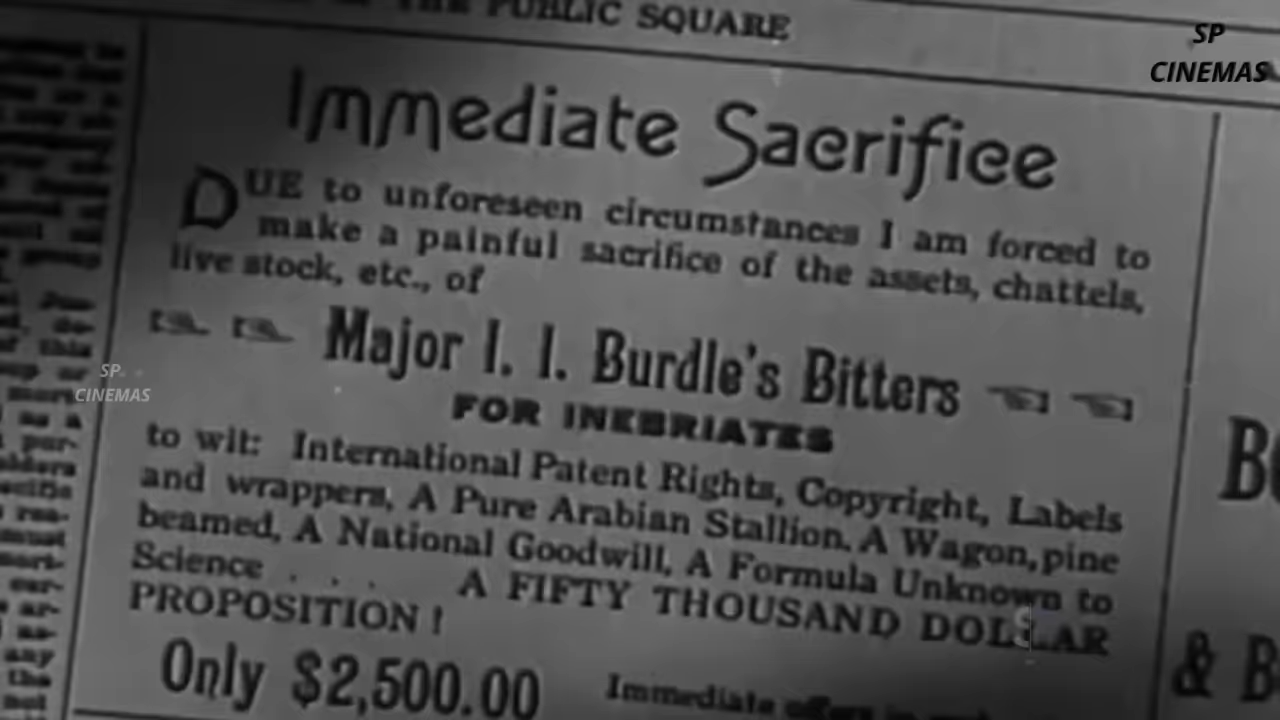 THE PUBLIC SQUARE
SP
CINEMAS
Immediate Sacrifice
DUE to unforeseen circumstances I am forced to
make a painful sacrifice of the assets, chattels,
live stock, etc., of
Major I. I. Burdle's Bitters
FOR INEBRIATES
SP
CINEMAS
to wit: International Patent Rights, Copyright, Labels
and wrappers, A Pure Arabian Stallion, A Wagon, pine
beamed, A National Goodwill, A Formula Unknown to
Science . . . A FIFTY THOUSAND DOLLAR
PROPOSITION !
Only $2,500.00
Immediate offers
& B